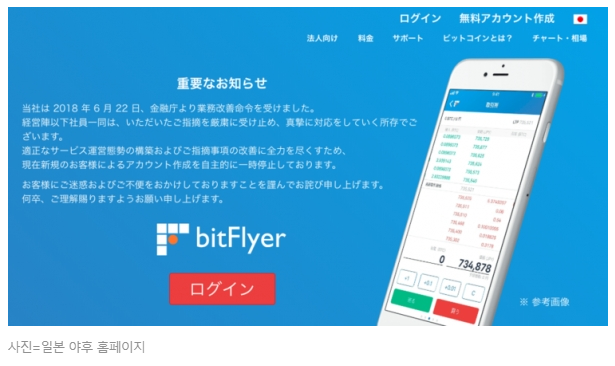 ログイン 無料アカウント作成
法人向け 料金 サポート ビットコインとは？ チャート・相場
重要なお知らせ
当社は 2018 年 6 月 22 日、金融庁より業務改善命令を受けました。
経営陣以下社員一同は、いただいたご指摘を厳粛に受け止め、真摯に対応をしていく所存でご
ざいます。
適正なサービス運営態勢の構築およびご指摘事項の改善に全力を尽くすため、
現在新規のお客様によるアカウント作成を自主的に一時停止しております。
お客様にご迷惑およびご不便をおかけしておりますことを謹んでお詫び申し上げます。
何卒、ご理解賜りますようお願い申し上げます。
bitFlyer
ログイン
0 734,878
+1 +0.1 +0.01 C
売る 買う
※ 参考画像
사진=일본 야후 홈페이지